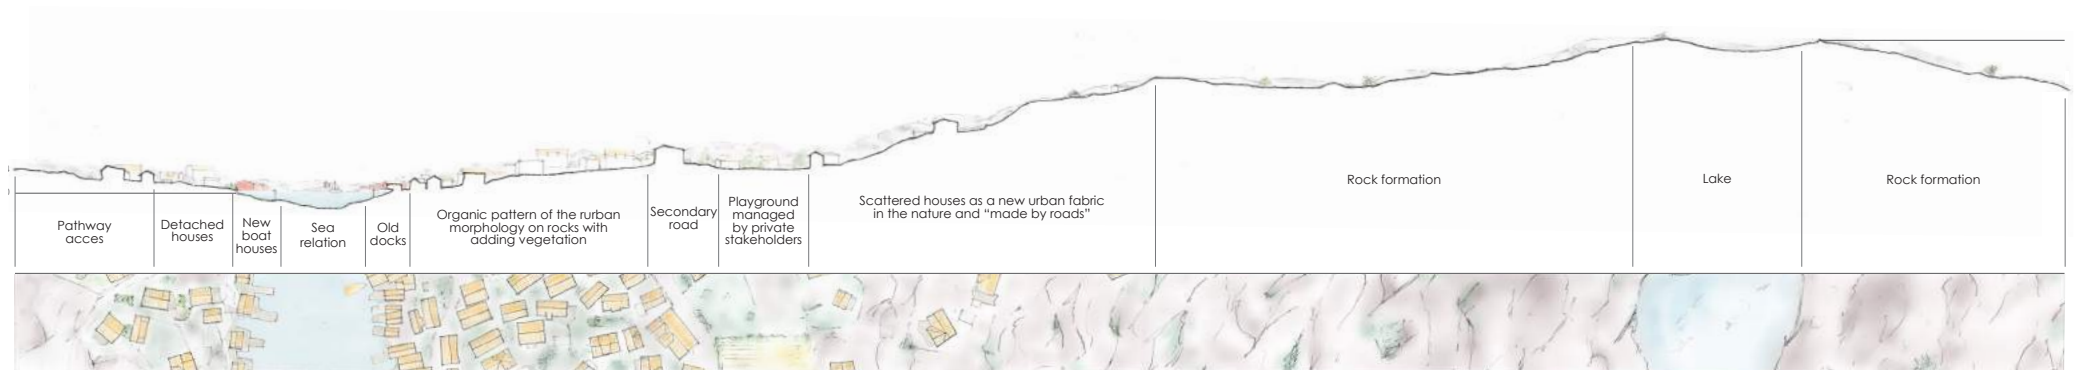 Pathway
acces
Detached
houses
New
boat
houses
Sea
relation
Old
docks
Organic pattern of the rurban
morphology on rocks with
adding vegetation
Secondary
road
Playground
managed
by private
stakeholders
Scattered houses as a new urban fabric
in the nature and “made by roads”
Rock formation
Lake
Rock formation